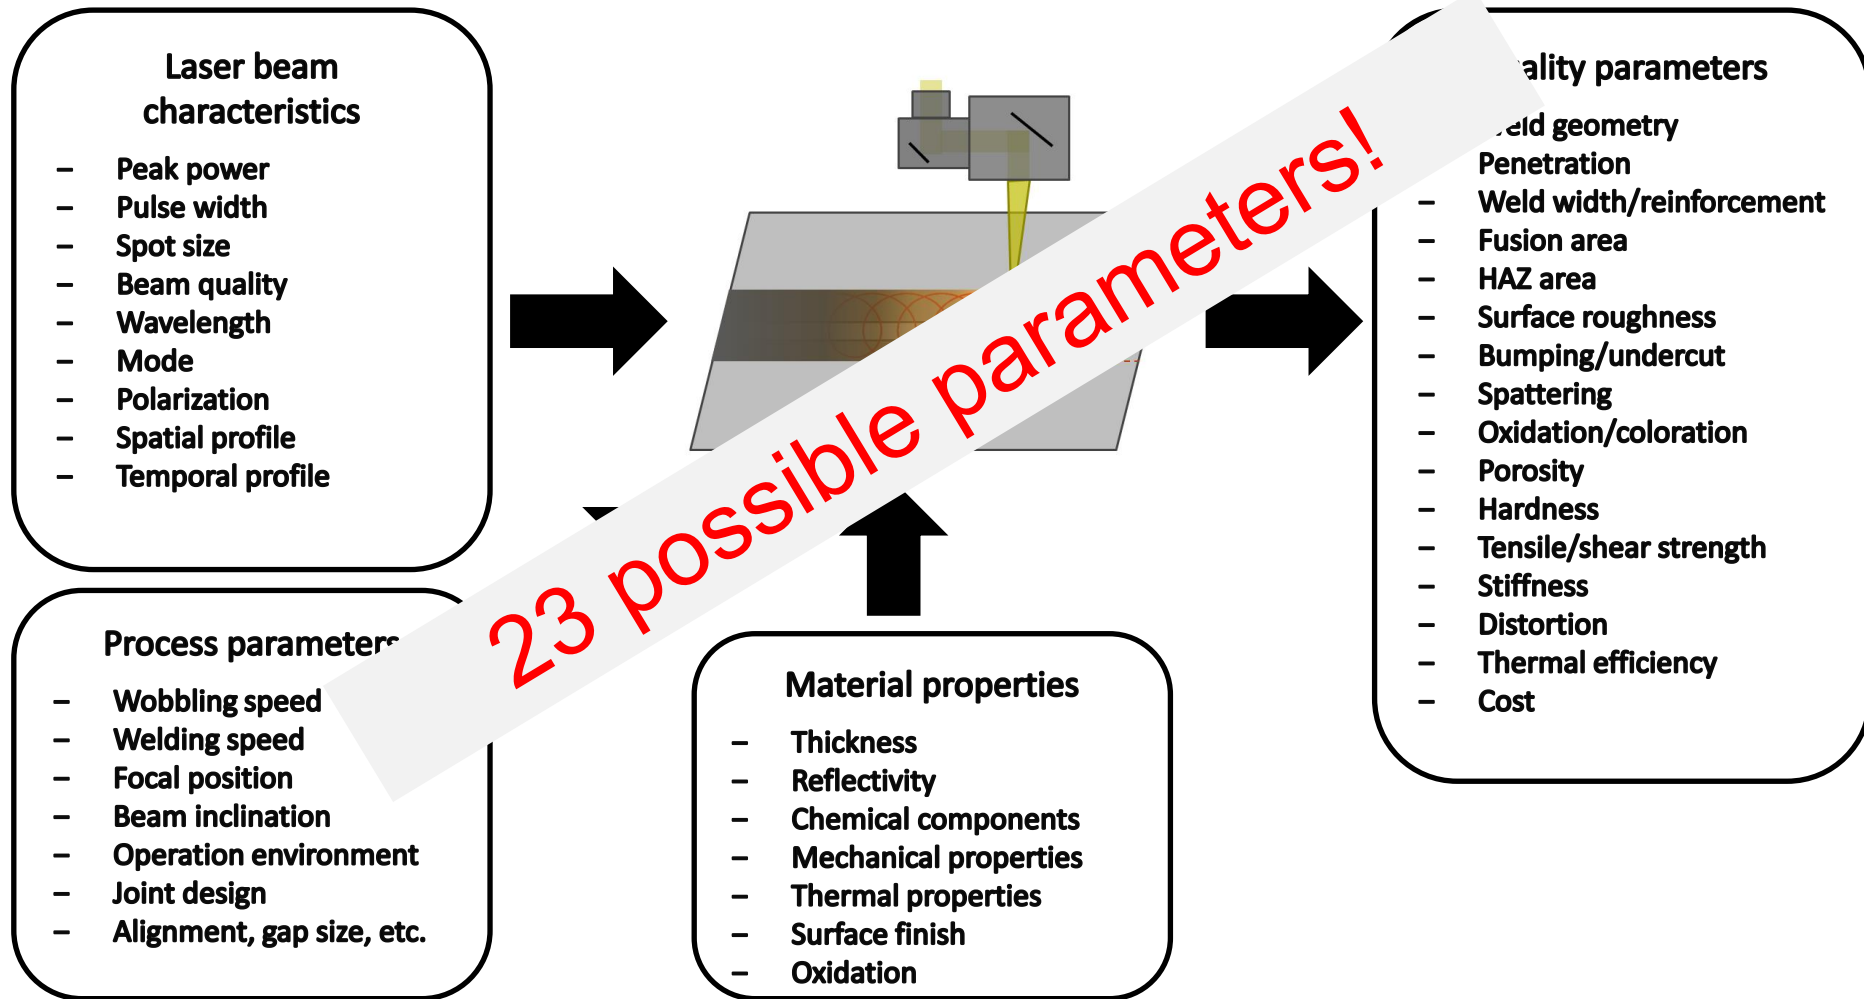 Laser beam
characteristics
– Peak power
– Pulse width
– Spot size
– Beam quality
– Wavelength
– Mode
– Polarization
– Spatial profile
– Temporal profile
Process parameters
– Wobbling speed
– Welding speed
– Focal position
– Beam inclination
– Operation environment
– Joint design
– Alignment, gap size, etc.
23 possible parameters!
Material properties
– Thickness
– Reflectivity
– Chemical components
– Mechanical properties
– Thermal properties
– Surface finish
– Oxidation
parameters
geometry
Penetration
– Weld width/reinforcement
– Fusion area
– HAZ area
– Surface roughness
– Bumping/undercut
– Spattering
– Oxidation/coloration
– Porosity
– Hardness
– Tensile/shear strength
– Stiffness
– Distortion
– Thermal efficiency
– Cost